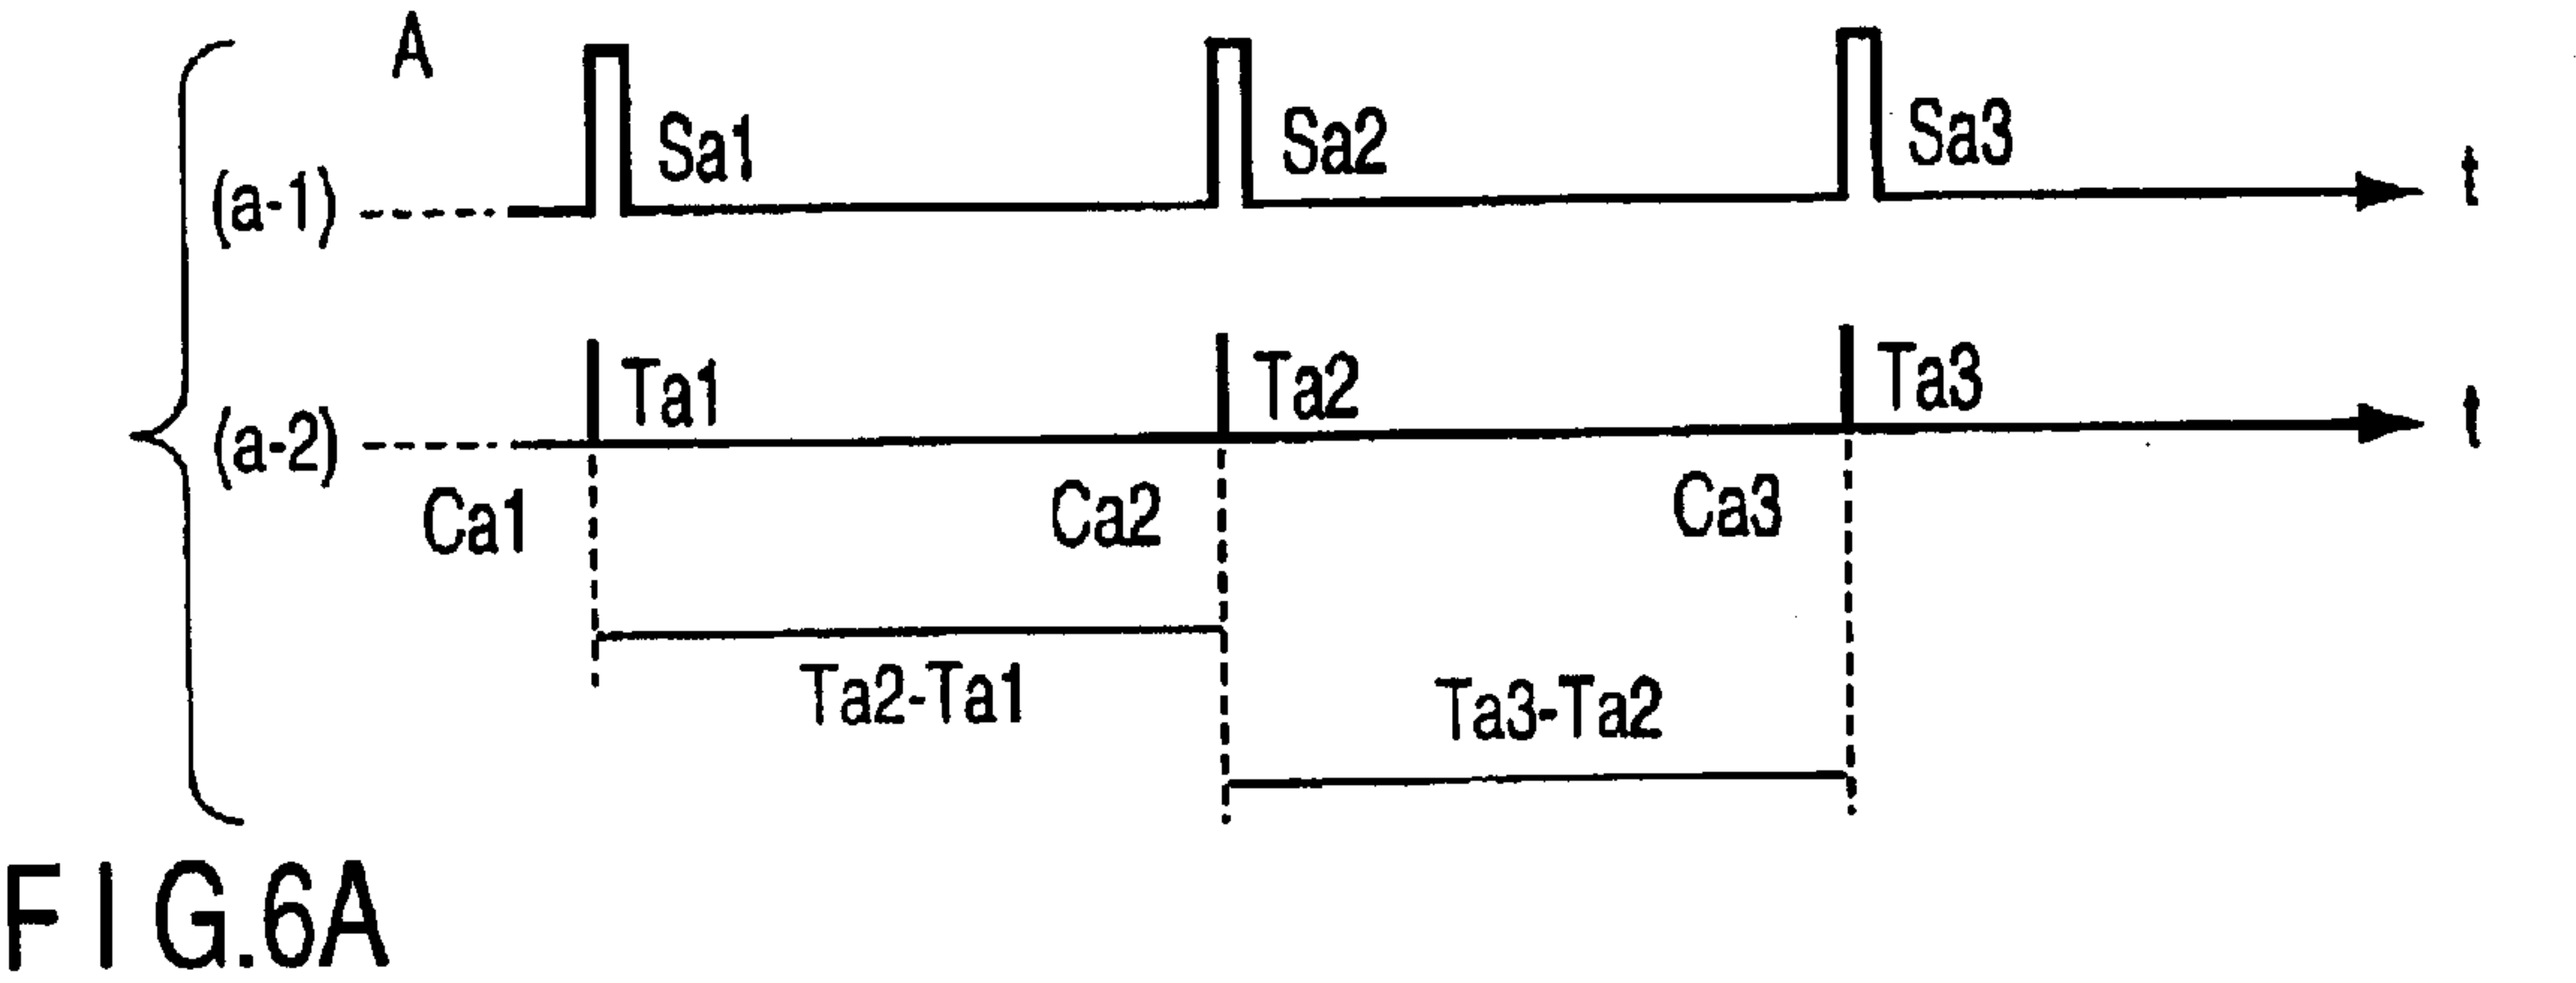 A
Sa1 Sa2 Sa3
(a-1) t
Ta1 Ta2 Ta3
(a-2) t
Ca1 Ca2 Ca3
Ta2-Ta1 Ta3-Ta2
FIG.6A